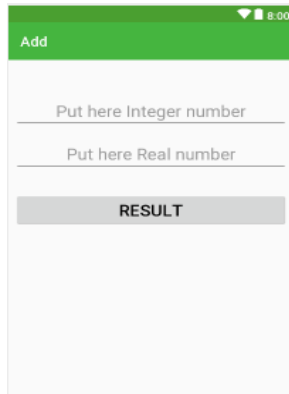 8:00
Add
Put here Integer number
Put here Real number
RESULT